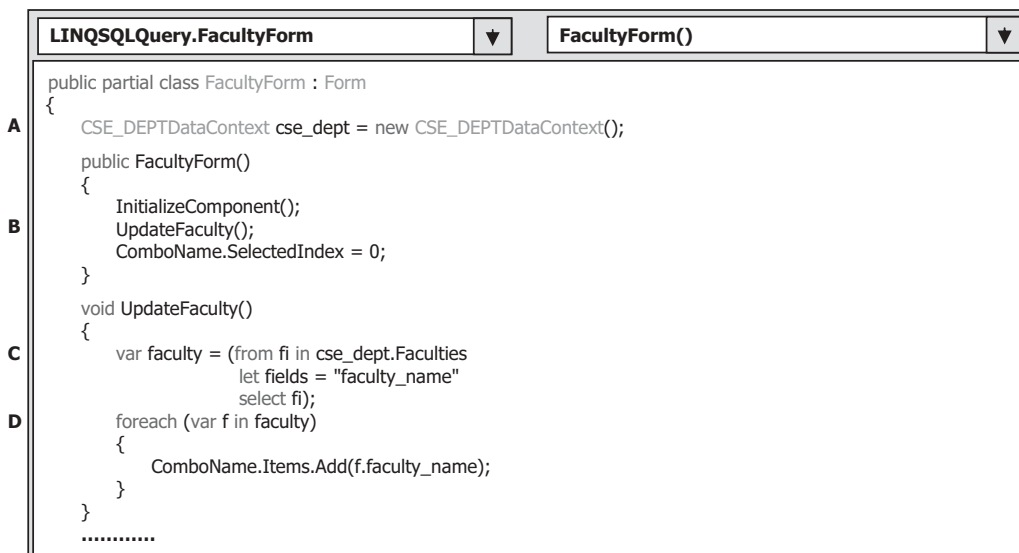 LINQSQLQuery.FacultyForm FacultyForm()
public partial class FacultyForm : Form
{
A CSE_DEPTDataContext cse_dept = new CSE_DEPTDataContext();
public FacultyForm()
{
InitializeComponent();
B UpdateFaculty();
ComboName.SelectedIndex = 0;
}
void UpdateFaculty()
{
C var faculty = (from fi in cse_dept.Faculties
let fields = "faculty_name"
select fi);
D foreach (var f in faculty)
{
ComboName.Items.Add(f.faculty_name);
}
}
............